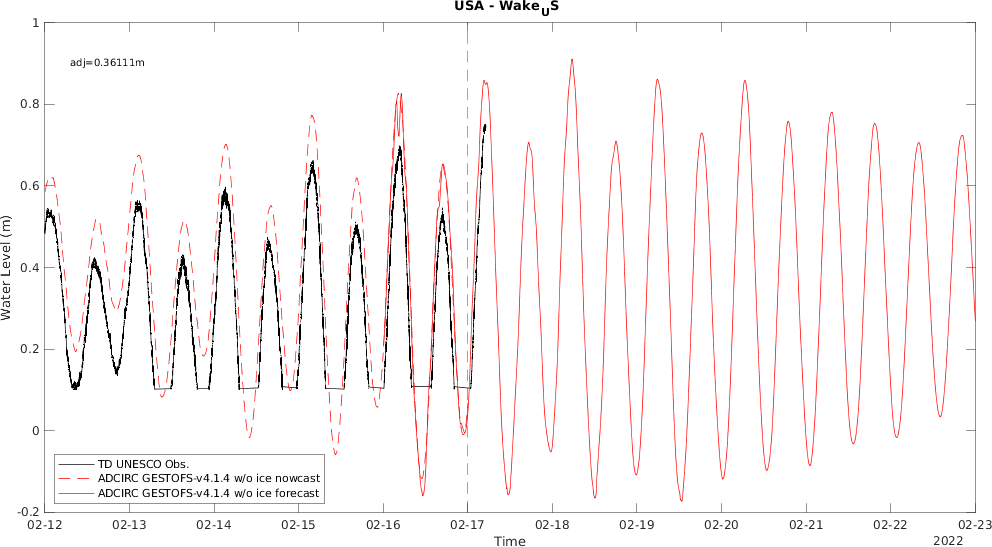 USA - Wake_US
adj=0.36111m
Water Level (m)
1
0.8
0.6
0.4
0.2
0
-0.2
TD UNESCO Obs.
ADCIRC GESTOFS-v4.1.4 w/o ice nowcast
ADCIRC GESTOFS-v4.1.4 w/o ice forecast
02-12 02-13 02-14 02-15 02-16 02-17 02-18 02-19 02-20 02-21 02-22 02-23
Time
2022